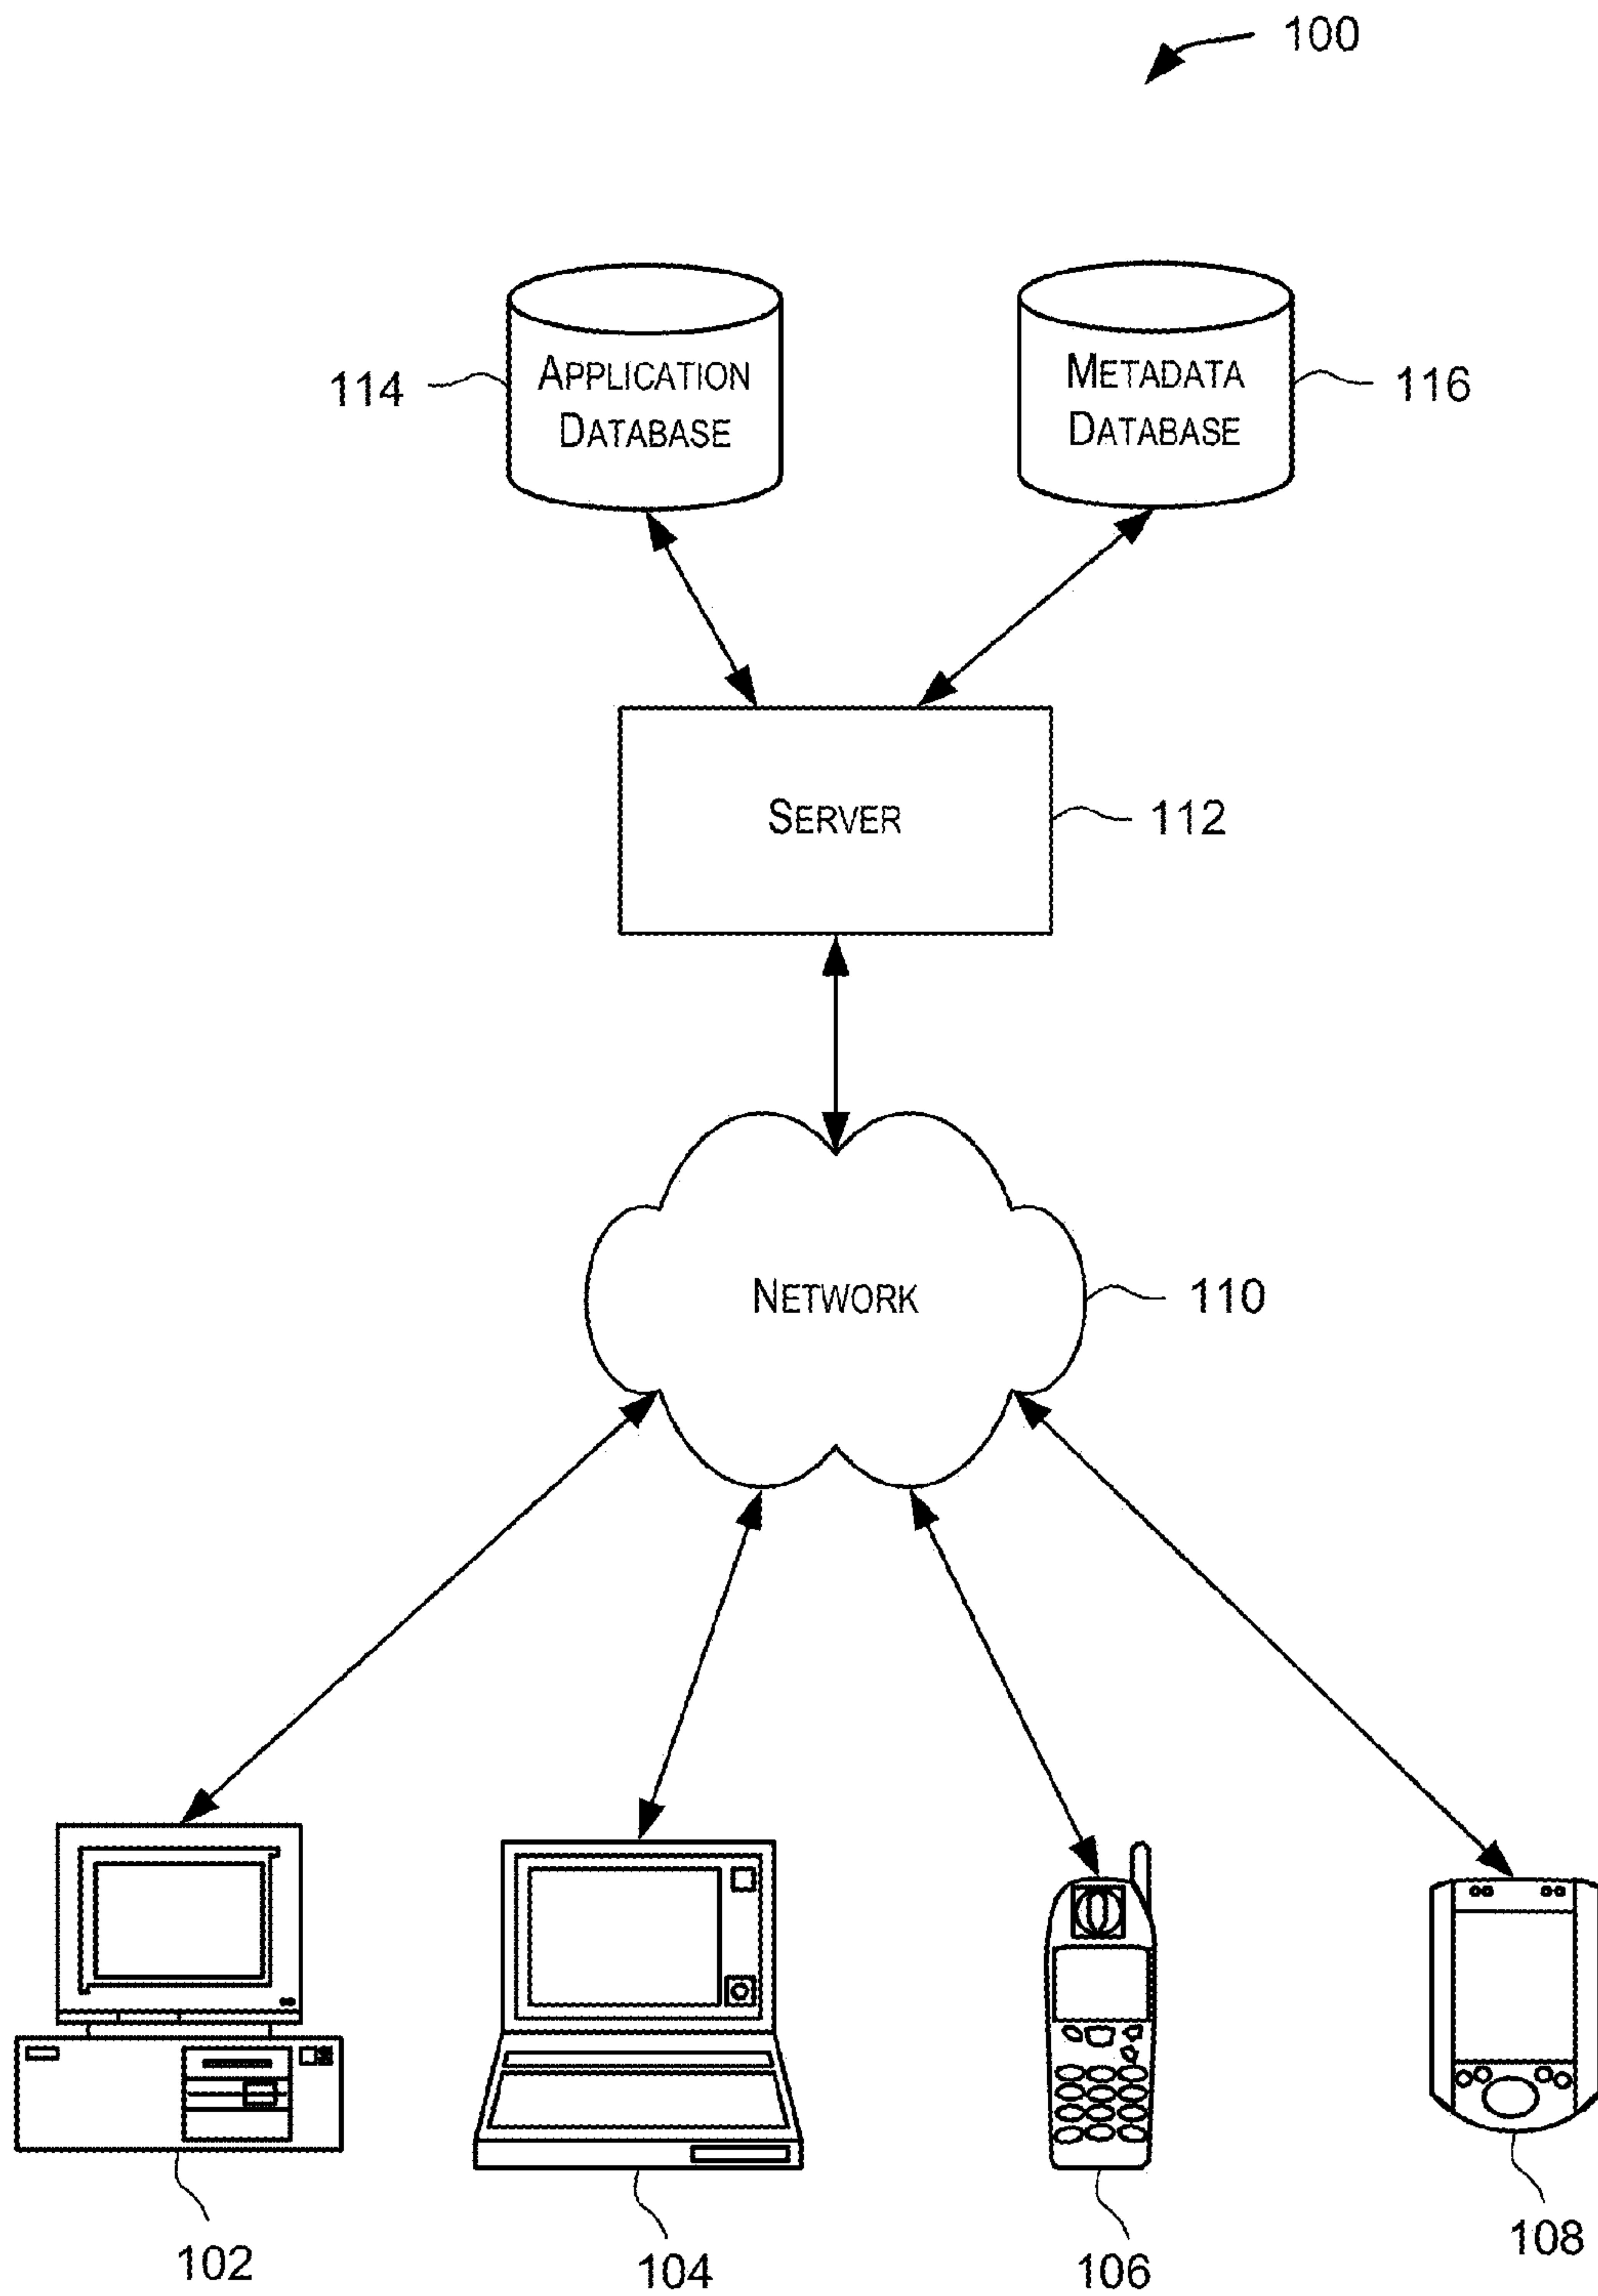 100
114
APPLICATION
DATABASE
METADATA
DATABASE
116
SERVER
112
NETWORK
110
102
104
106
108